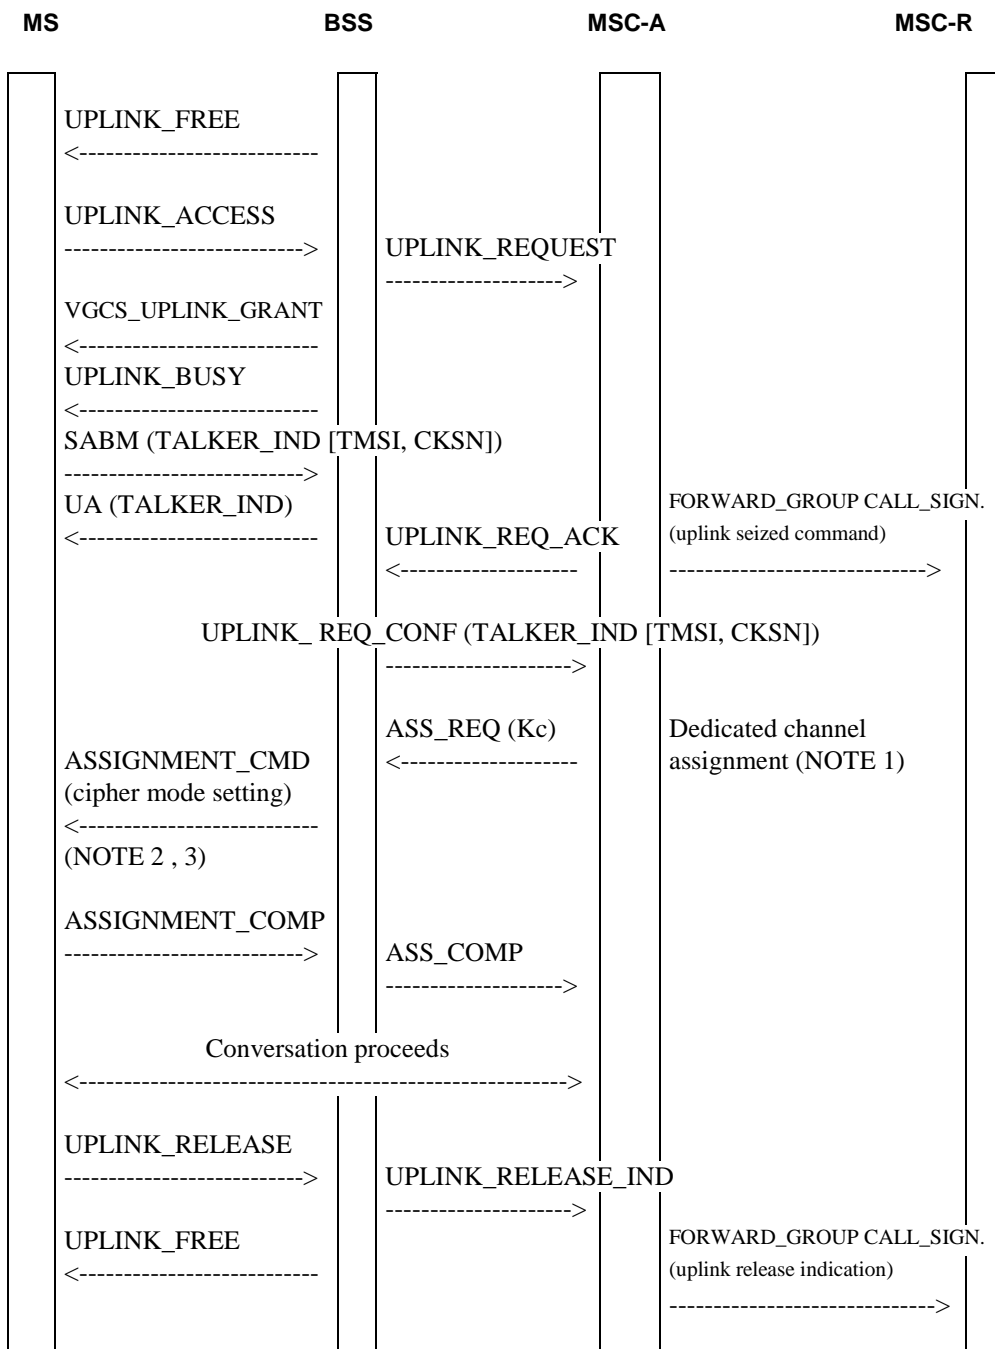 MS BSS MSC-A MSC-R
UPLINK_FREE
<---------------------------
UPLINK_ACCESS
---------------------------> UPLINK_REQUEST
-------------------->
VGCS_UPLINK_GRANT
<---------------------------
UPLINK_BUSY
<---------------------------
SABM (TALKER_IND [TMSI, CKSN])
--------------------------->
UA (TALKER_IND) FORWARD_GROUP CALL_SIGN.
<--------------------------- UPLINK_REQ_ACK (uplink seized command)
<-------------------- ----------------------------->
UPLINK_ REQ_CONF (TALKER_IND [TMSI, CKSN])
--------------------->
ASS_REQ (Kc) Dedicated channel
ASSIGNMENT_CMD <-------------------- assignment (NOTE 1)
(cipher mode setting)
<---------------------------
(NOTE 2 , 3)
ASSIGNMENT_COMP
---------------------------> ASS_COMP
-------------------->
Conversation proceeds
<------------------------------------------------------->
UPLINK_RELEASE
---------------------------> UPLINK_RELEASE_IND
--------------------->
UPLINK_FREE FORWARD_GROUP CALL_SIGN.
<--------------------------- (uplink release indication)
------------------------------>